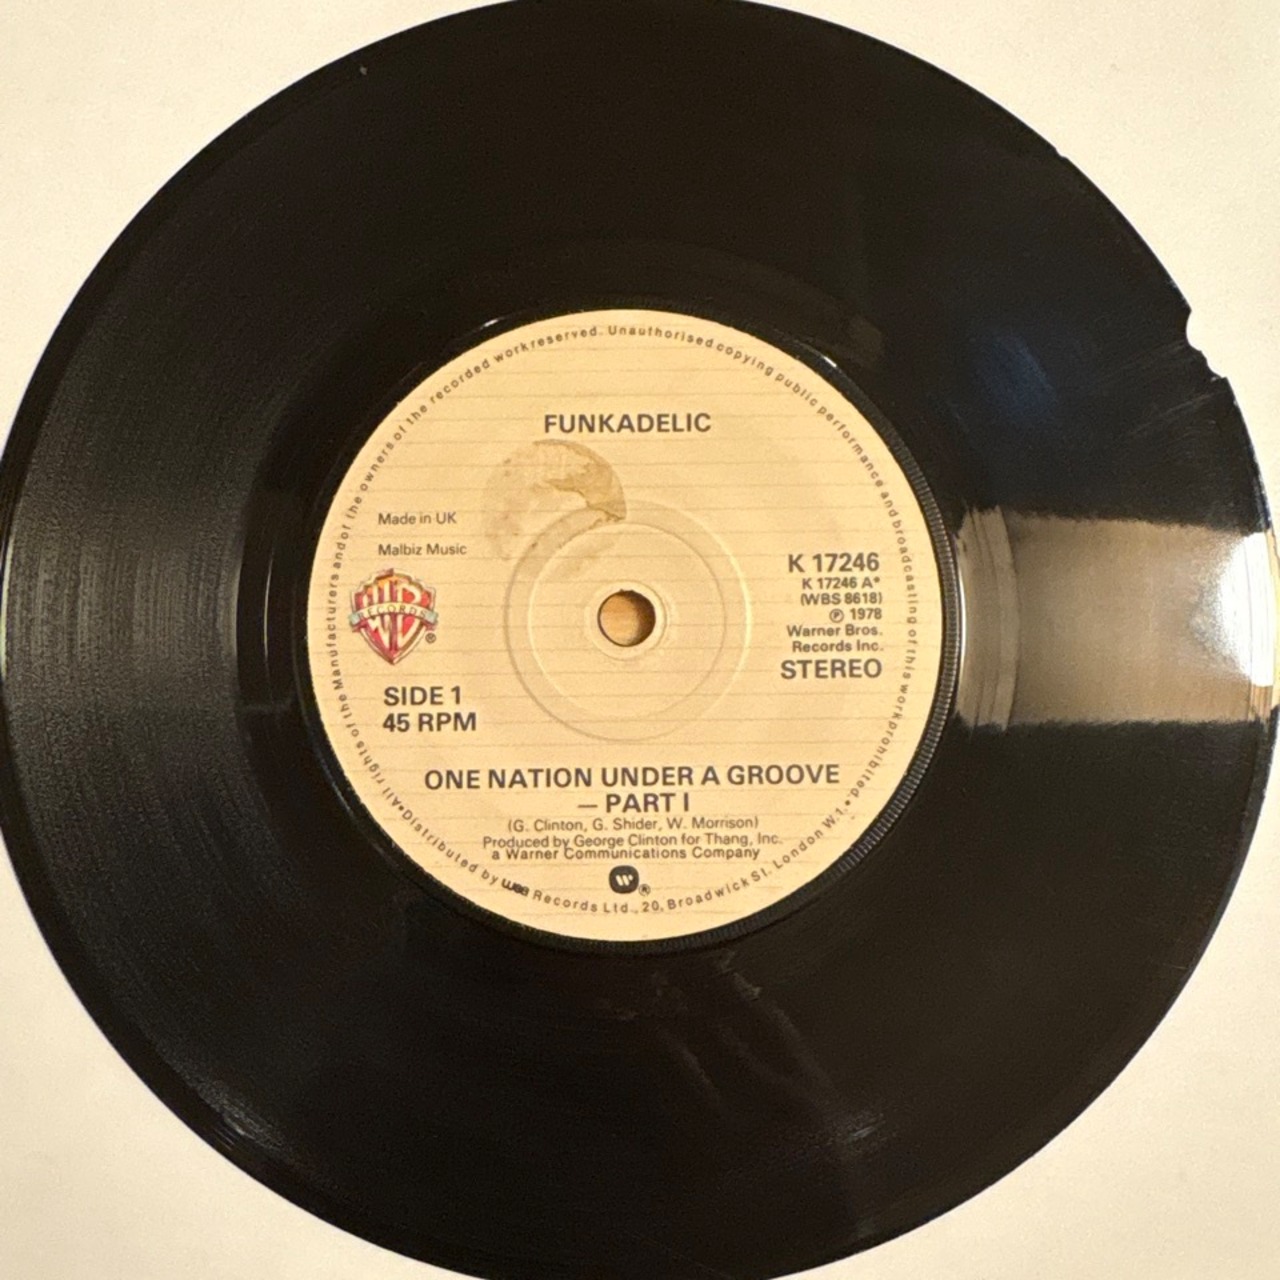 FUNKADELIC
Made in UK
Malbiz Music
WB
RECORDS
®
SIDE 1
45 RPM
K 17246
K 17246 A*
(WBS 8618)
℗ 1978
Warner Bros.
Records Inc.
STEREO
ONE NATION UNDER A GROOVE
— PART I
(G. Clinton, G. Shider, W. Morrison)
Produced by George Clinton for Thang, Inc.
a Warner Communications Company
®
•All rights of the Manufacturers and/or the owners of the recorded work reserved. Unauthorised copying public performance and broadcasting of this work prohibited.
•Distributed by wea Records Ltd., 20, Broadwick St. London W.1.•